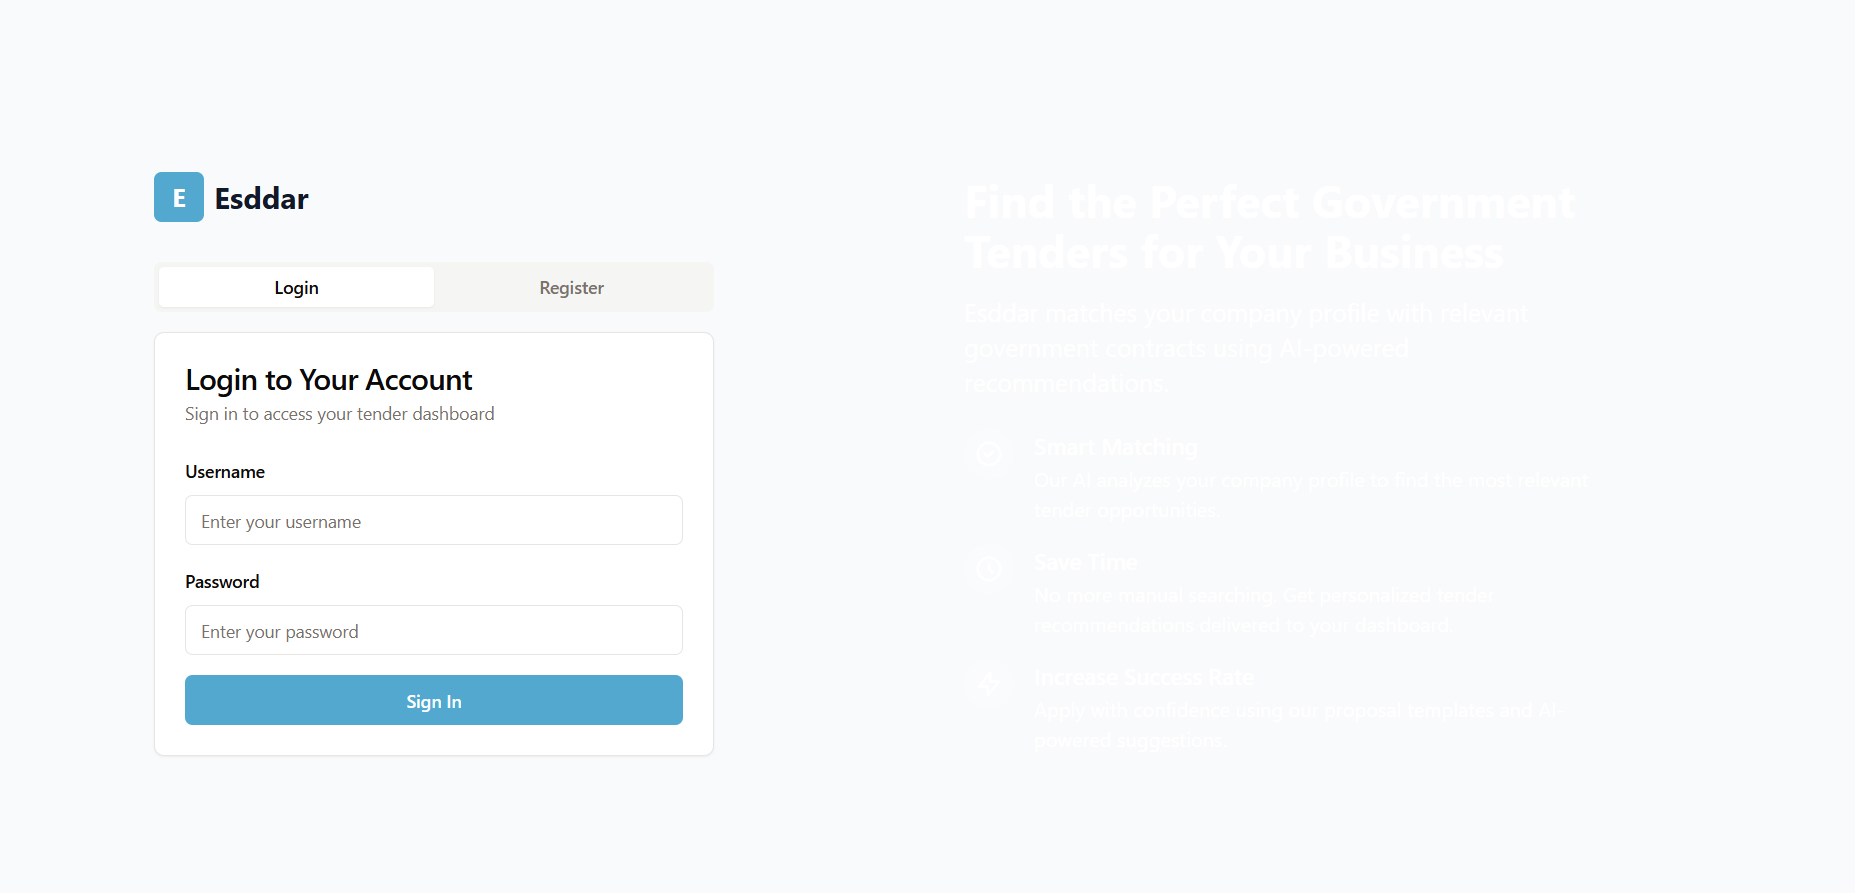 E
Esddar
Login
Register
Login to Your Account
Sign in to access your tender dashboard
Username
Enter your username
Password
Enter your password
Sign In
Find the Perfect Government
Tenders for Your Business
Esddar matches your company profile with relevant
government contracts using AI-powered
recommendations.
Smart Matching
Our AI analyzes your company profile to find the most relevant
tender opportunities.
Save Time
No more manual searching. Get personalized tender
recommendations delivered to your dashboard.
Increase Success Rate
Apply with confidence using our proposal templates and AI-
powered suggestions.